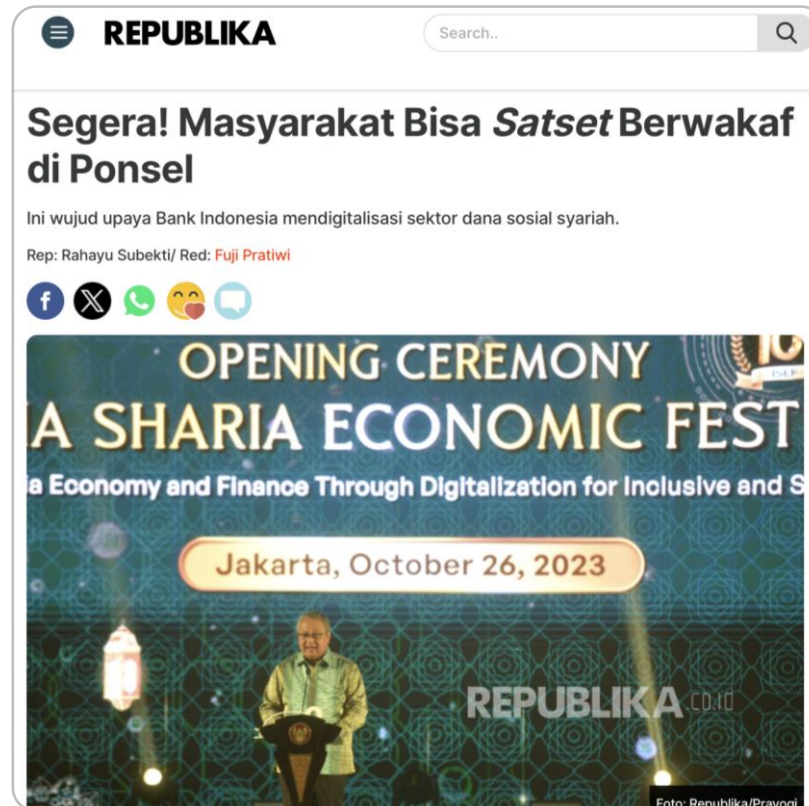 REPUBLIKA
Search..
Segera! Masyarakat Bisa Satset Berwakaf
di Ponsel
Ini wujud upaya Bank Indonesia mendigitalisasi sektor dana sosial syariah.
Rep: Rahayu Subekti/ Red: Fuji Pratiwi
OPENING CEREMONY
IA SHARIA ECONOMIC FEST
a Economy and Finance Through Digitalization for Inclusive and S
Jakarta, October 26, 2023
REPUBLIKA.CO.ID
Foto: Republika/Prayogi